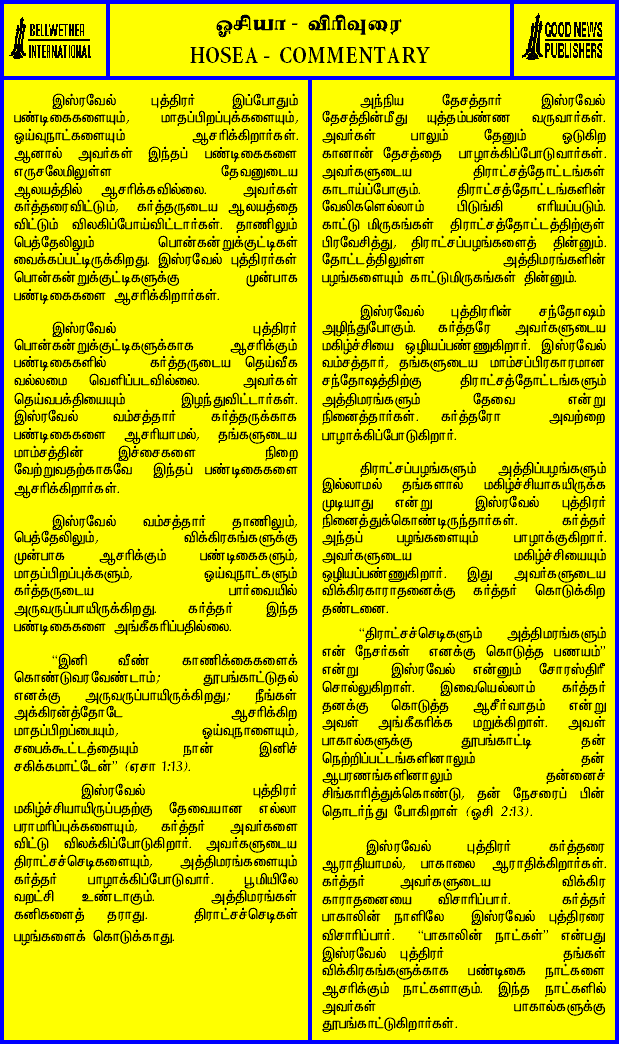 BELLWETHER
INTERNATIONAL
ஓசியா - விரிவுரை
HOSEA - COMMENTARY
GOOD NEWS
PUBLISHERS
இஸ்ரவேல் புத்திரர் இப்போதும்
பண்டிகைகளையும், மாதப்பிறப்புக்களையும்,
ஓய்வுநாட்களையும் ஆசரிக்கிறார்கள்.
ஆனால் அவர்கள் இந்தப் பண்டிகைகளை
எருசலேமிலுள்ள தேவனுடைய
ஆலயத்தில் ஆசரிக்கவில்லை. அவர்கள்
கர்த்தரைவிட்டும், கர்த்தருடைய ஆலயத்தை
விட்டும் விலகிப்போய்விட்டார்கள். தாணிலும்
பெத்தேலிலும் பொன்கன்றுக்குட்டிகள்
வைக்கப்பட்டிருக்கிறது. இஸ்ரவேல் புத்திரர்கள்
பொன்கன்றுக்குட்டிகளுக்கு முன்பாக
பண்டிகைகளை ஆசரிக்கிறார்கள்.
இஸ்ரவேல் புத்திரர்
பொன்கன்றுக்குட்டிகளுக்காக ஆசரிக்கும்
பண்டிகைகளில் கர்த்தருடைய தெய்வீக
வல்லமை வெளிப்படவில்லை. அவர்கள்
தெய்வபக்தியையும் இழந்துவிட்டார்கள்.
இஸ்ரவேல் வம்சத்தார் கர்த்தருக்காக
பண்டிகைகளை ஆசரியாமல், தங்களுடைய
மாம்சத்தின் இச்சைகளை நிறை
வேற்றுவதற்காகவே இந்தப் பண்டிகைகளை
ஆசரிக்கிறார்கள்.
இஸ்ரவேல் வம்சத்தார் தாணிலும்,
பெத்தேலிலும், விக்கிரகங்களுக்கு
முன்பாக ஆசரிக்கும் பண்டிகைகளும்,
மாதப்பிறப்புக்களும், ஓய்வுநாட்களும்
கர்த்தருடைய பார்வையில்
அருவருப்பாயிருக்கிறது. கர்த்தர் இந்த
பண்டிகைகளை அங்கீகரிப்பதில்லை.
“இனி வீண் காணிக்கைகளைக்
கொண்டுவரவேண்டாம்; தூபங்காட்டுதல்
எனக்கு அருவருப்பாயிருக்கிறது; நீங்கள்
அக்கிரன்த்தோடே ஆசரிக்கிற
மாதப்பிறப்பையும், ஓய்வுநாளையும்,
சபைக்கூட்டத்தையும் நான் இனிச்
சகிக்கமாட்டேன்” (ஏசா 1:13).
இஸ்ரவேல் புத்திரர்
மகிழ்ச்சியாயிருப்பதற்கு தேவையான எல்லா
பராமரிப்புக்களையும், கர்த்தர் அவர்களை
விட்டு விலக்கிப்போடுகிறார். அவர்களுடைய
திராட்சச்செடிகளையும், அத்திமரங்களையும்
கர்த்தர் பாழாக்கிப்போடுவார். பூமியிலே
வறட்சி உண்டாகும். அத்திமரங்கள்
கனிகளைத் தராது. திராட்சச்செடிகள்
பழங்களைக் கொடுக்காது.
அந்நிய தேசத்தார் இஸ்ரவேல்
தேசத்தின்மீது யுத்தம்பண்ண வருவார்கள்.
அவர்கள் பாலும் தேனும் ஓடுகிற
கானான் தேசத்தை பாழாக்கிப்போடுவார்கள்.
அவர்களுடைய திராட்சத்தோட்டங்கள்
காடாய்ப்போகும். திராட்சத்தோட்டங்களின்
வேலிகளெல்லாம் பிடுங்கி எரியப்படும்.
காட்டு மிருகங்கள் திராட்சத்தோட்டத்திற்குள்
பிரவேசித்து, திராட்சப்பழங்களைத் தின்னும்.
தோட்டத்திலுள்ள அத்திமரங்களின்
பழங்களையும் காட்டுமிருகங்கள் தின்னும்.
இஸ்ரவேல் புத்திரரின் சந்தோஷம்
அழிந்துபோகும். கர்த்தரே அவர்களுடைய
மகிழ்ச்சியை ஒழியப்பண்ணுகிறார். இஸ்ரவேல்
வம்சத்தார், தங்களுடைய மாம்சப்பிரகாரமான
சந்தோஷத்திற்கு திராட்சத்தோட்டங்களும்
அத்திமரங்களும் தேவை என்று
நினைத்தார்கள். கர்த்தரோ அவற்றை
பாழாக்கிப்போடுகிறார்.
திராட்சப்பழங்களும் அத்திப்பழங்களும்
இல்லாமல் தங்களால் மகிழ்ச்சியாகயிருக்க
முடியாது என்று இஸ்ரவேல் புத்திரர்
நினைத்துக்கொண்டிருந்தார்கள். கர்த்தர்
அந்தப் பழங்களையும் பாழாக்குகிறார்.
அவர்களுடைய மகிழ்ச்சியையும்
ஒழியப்பண்ணுகிறார். இது அவர்களுடைய
விக்கிரகாராதனைக்கு கர்த்தர் கொடுக்கிற
தண்டனை.
“திராட்சச்செடிகளும் அத்திமரங்களும்
என் நேசர்கள் எனக்கு கொடுத்த பணயம்”
என்று இஸ்ரவேல் என்னும் சோரஸ்திரீ
சொல்லுகிறாள். இவையெல்லாம் கர்த்தர்
தனக்கு கொடுத்த ஆசீர்வாதம் என்று
அவள் அங்கீகரிக்க மறுக்கிறாள். அவள்
பாகால்களுக்கு தூபங்காட்டி தன்
நெற்றிப்பட்டங்களினாலும் தன்
ஆபரணங்களினாலும் தன்னைச்
சிங்காரித்துக்கொண்டு, தன் நேசரைப் பின்
தொடர்ந்து போகிறாள் (ஓசி 2:13).
இஸ்ரவேல் புத்திரர் கர்த்தரை
ஆராதியாமல், பாகாலை ஆராதிக்கிறார்கள்.
கர்த்தர் அவர்களுடைய விக்கிர
காராதனையை விசாரிப்பார். கர்த்தர்
பாகாலின் நாளிலே இஸ்ரவேல் புத்திரரை
விசாரிப்பார். “பாகாலின் நாட்கள்” என்பது
இஸ்ரவேல் புத்திரர் தங்கள்
விக்கிரகங்களுக்காக பண்டிகை நாட்களை
ஆசரிக்கும் நாட்களாகும். இந்த நாட்களில்
அவர்கள் பாகால்களுக்கு
தூபங்காட்டுகிறார்கள்.